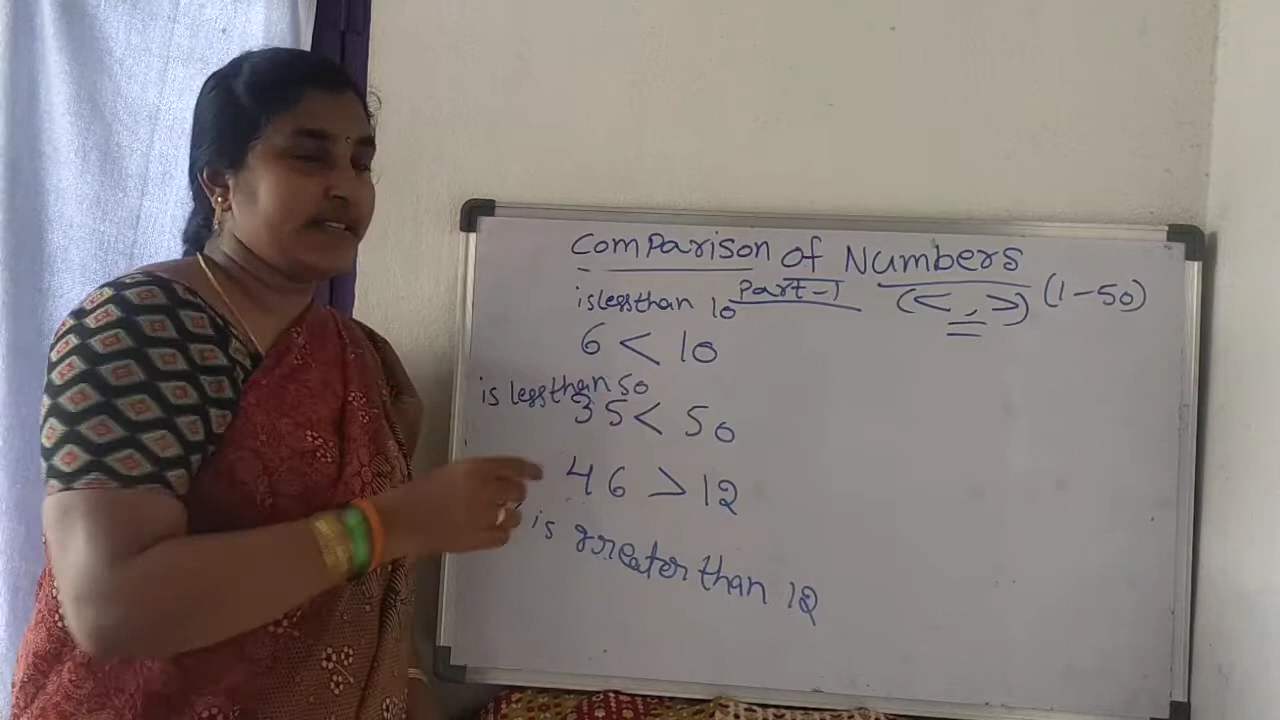 Comparison of Numbers
Part-1 (<,>) (1-50)
is less than 10
6 < 10
is less than 50
35 < 50
46 > 12
is greater than 12